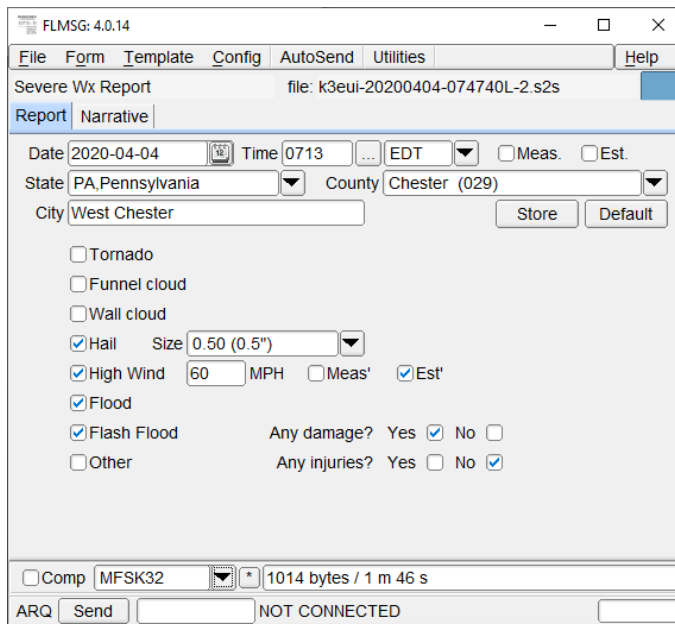 FLMSG: 4.0.14
File Form Template Config AutoSend Utilities Help
Severe Wx Report file: k3eui-20200404-074740L-2.s2s
Report Narrative
Date 2020-04-04 12 Time 0713 ... EDT Meas. Est.
State PA,Pennsylvania County Chester (029)
City West Chester Store Default
Tornado
Funnel cloud
Wall cloud
Hail Size 0.50 (0.5")
High Wind 60 MPH Meas' Est'
Flood
Flash Flood Any damage? Yes No
Other Any injuries? Yes No
Comp MFSK32 * 1014 bytes / 1 m 46 s
ARQ Send NOT CONNECTED